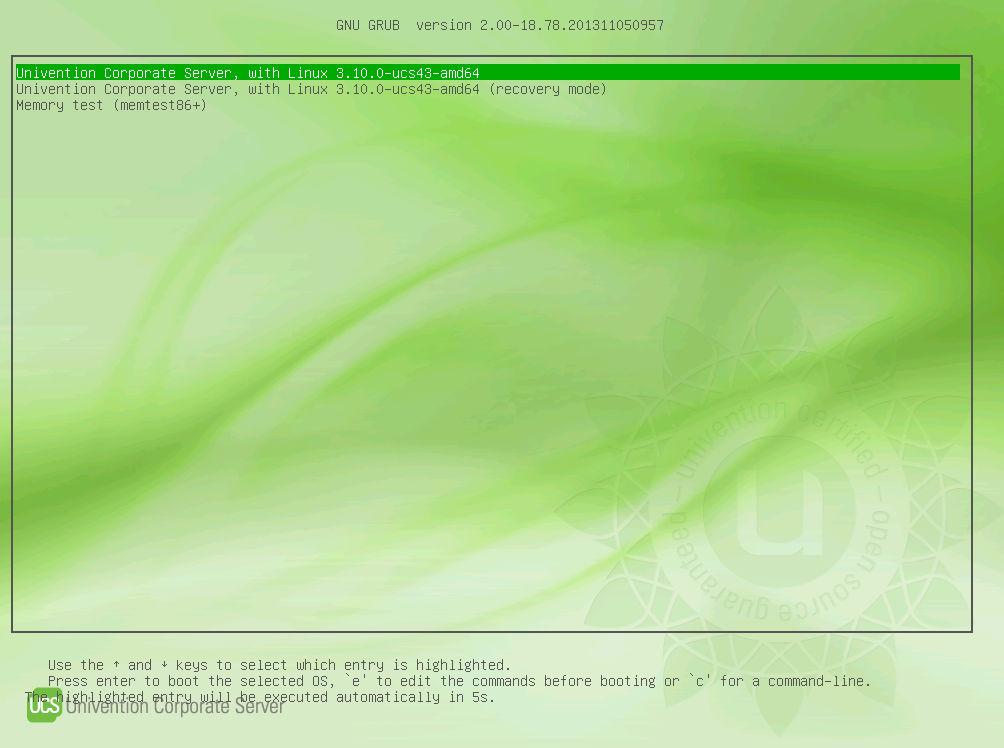 GNU GRUB  version 2.00-18.78.201311050957
Univention Corporate Server, with Linux 3.10.0-ucs43-amd64
Univention Corporate Server, with Linux 3.10.0-ucs43-amd64 (recovery mode)
Memory test (memtest86+)
univention certified – open source guaranteed –
u
Use the ↑ and ↓ keys to select which entry is highlighted.
Press enter to boot the selected OS, `e' to edit the commands before booting or `c' for a command-line.
The highlighted entry will be executed automatically in 5s.
UCS Univention Corporate Server